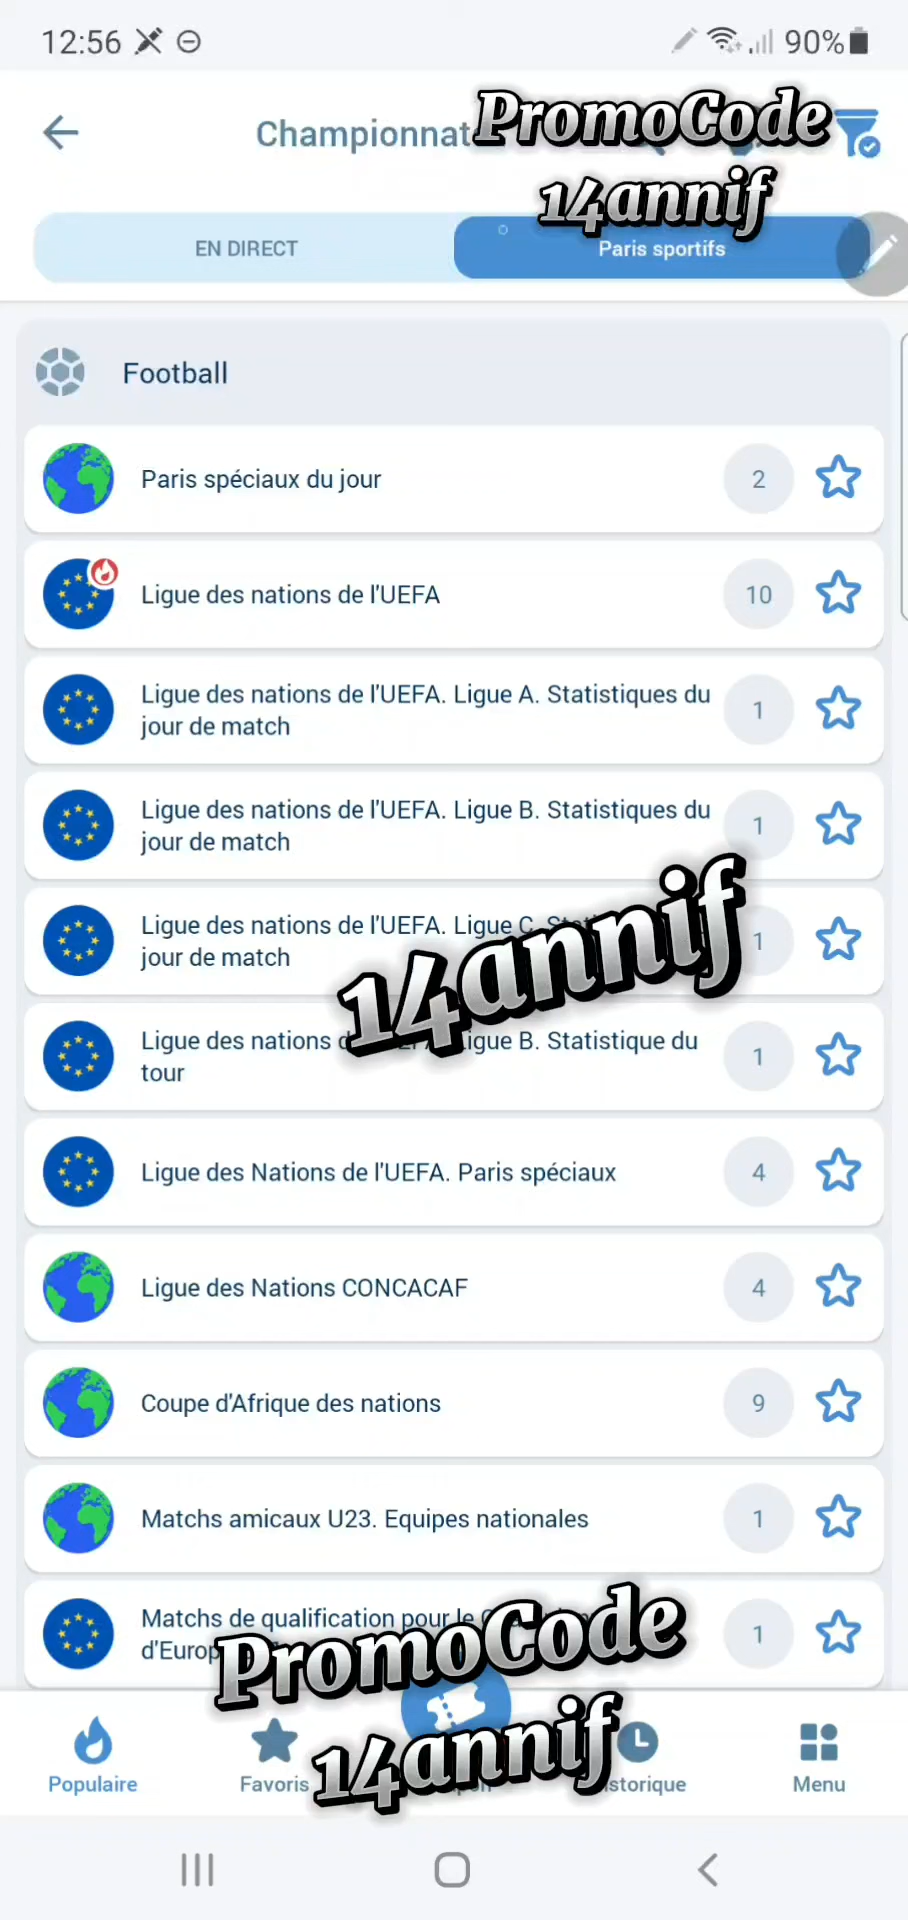 12:56
90%
Championnat
PromoCode
14annif
EN DIRECT
Paris sportifs
Football
Paris spéciaux du jour
2
Ligue des nations de l'UEFA
10
Ligue des nations de l'UEFA. Ligue A. Statistiques du
jour de match
1
Ligue des nations de l'UEFA. Ligue B. Statistiques du
jour de match
1
Ligue des nations de l'UEFA. Ligue C.
jour de match
1
14annif
Ligue des nations
Ligue B. Statistique du
tour
1
Ligue des Nations de l'UEFA. Paris spéciaux
4
Ligue des Nations CONCACAF
4
Coupe d'Afrique des nations
9
Matchs amicaux U23. Equipes nationales
1
Matchs de qualification pour le
1
PromoCode
14annif
Populaire
Favoris
Menu